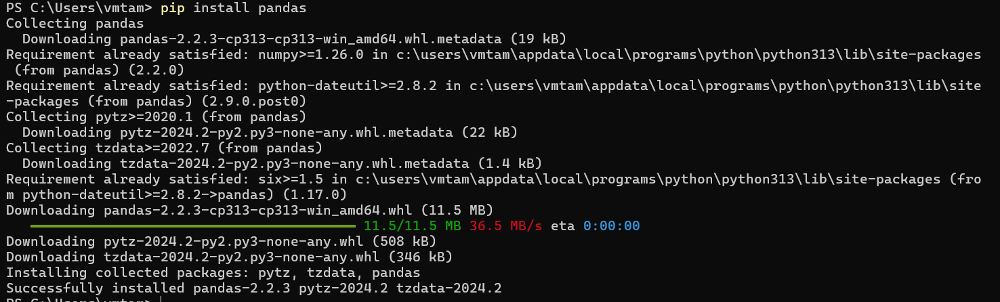 PS C:\Users\vmtam> pip install pandas
Collecting pandas
  Downloading pandas-2.2.3-cp313-cp313-win_amd64.whl.metadata (19 kB)
Requirement already satisfied: numpy>=1.26.0 in c:\users\vmtam\appdata\local\programs\python\python313\lib\site-packages
 (from pandas) (2.2.0)
Requirement already satisfied: python-dateutil>=2.8.2 in c:\users\vmtam\appdata\local\programs\python\python313\lib\site
-packages (from pandas) (2.9.0.post0)
Collecting pytz>=2020.1 (from pandas)
  Downloading pytz-2024.2-py2.py3-none-any.whl.metadata (22 kB)
Collecting tzdata>=2022.7 (from pandas)
  Downloading tzdata-2024.2-py2.py3-none-any.whl.metadata (1.4 kB)
Requirement already satisfied: six>=1.5 in c:\users\vmtam\appdata\local\programs\python\python313\lib\site-packages (fro
m python-dateutil>=2.8.2->pandas) (1.17.0)
Downloading pandas-2.2.3-cp313-cp313-win_amd64.whl (11.5 MB)
11.5/11.5 MB 36.5 MB/s eta 0:00:00
Downloading pytz-2024.2-py2.py3-none-any.whl (508 kB)
Downloading tzdata-2024.2-py2.py3-none-any.whl (346 kB)
Installing collected packages: pytz, tzdata, pandas
Successfully installed pandas-2.2.3 pytz-2024.2 tzdata-2024.2
PS C:\Users\vmtam>